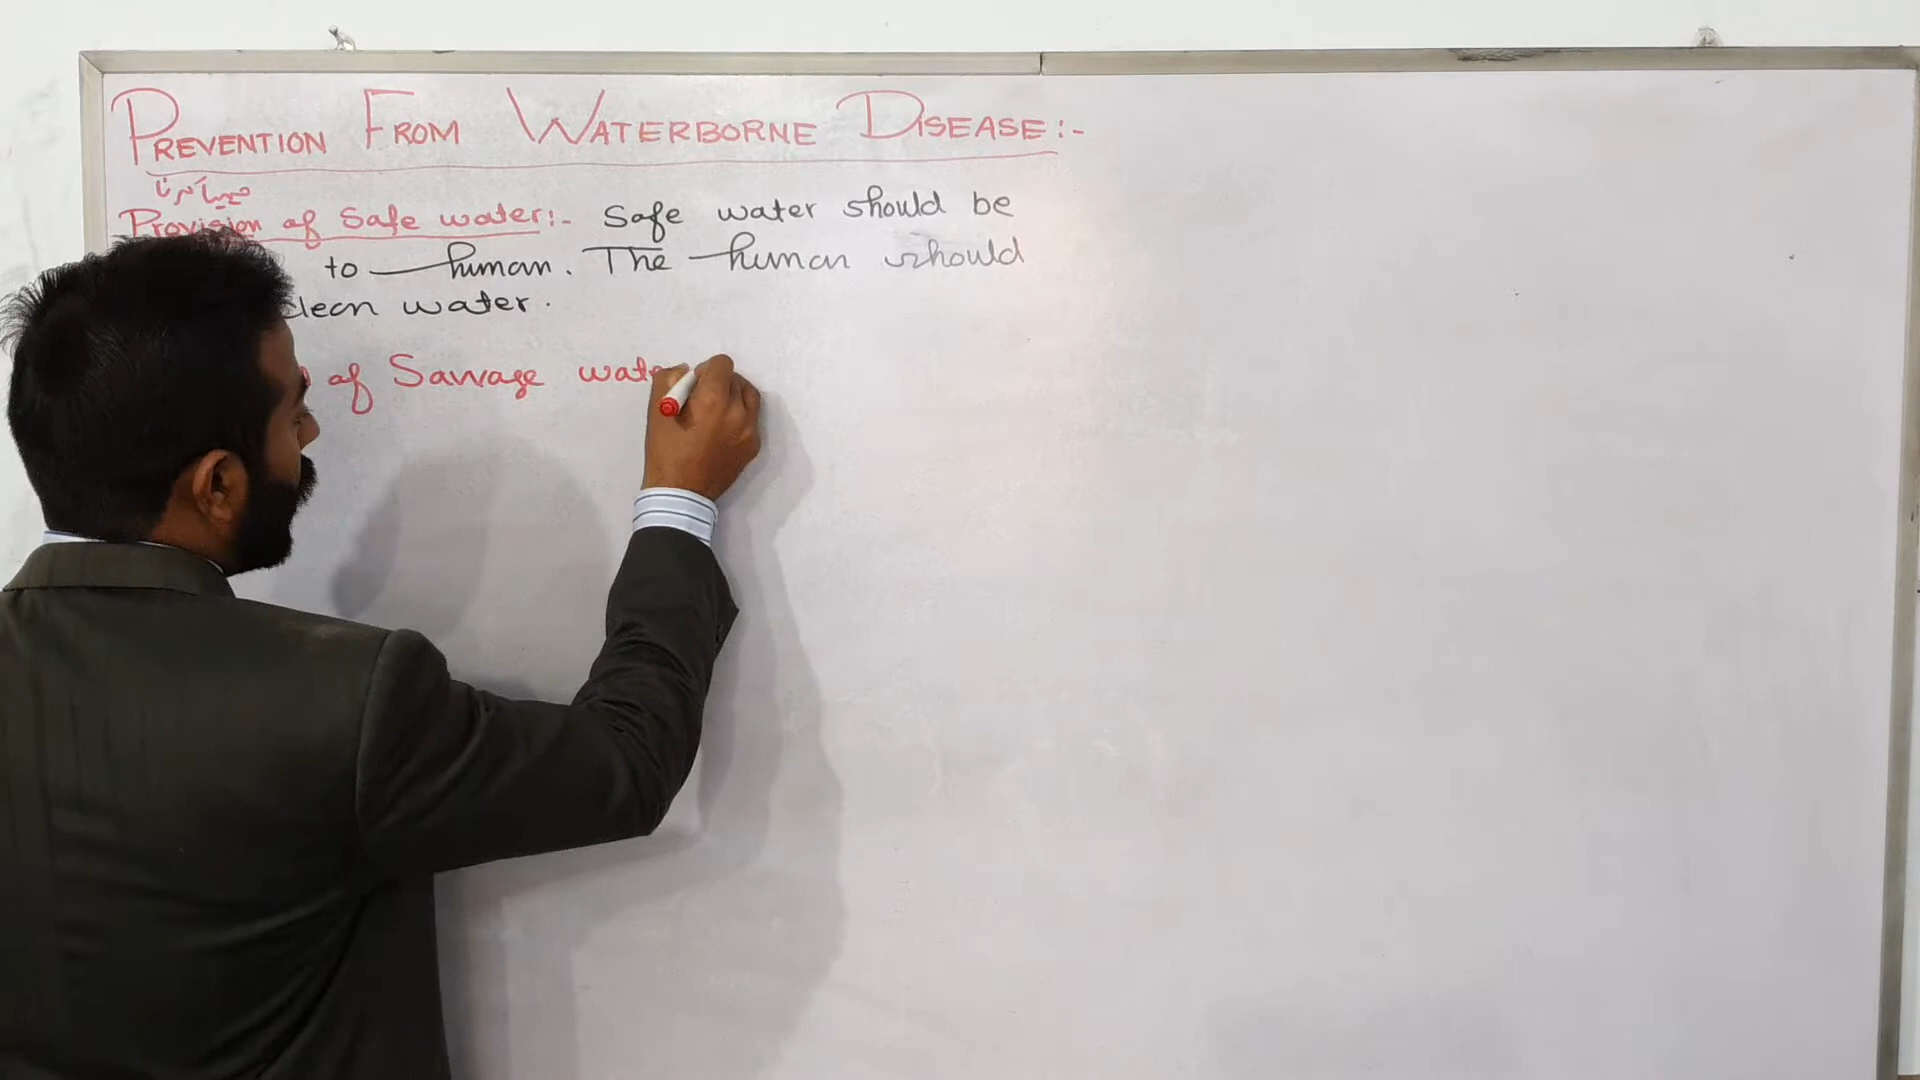 PREVENTION FROM WATERBORNE DISEASE:-
مہیا کرنا
Provision of Safe water:- Safe water should be
to human. The human should
clean water.
of Sawage water